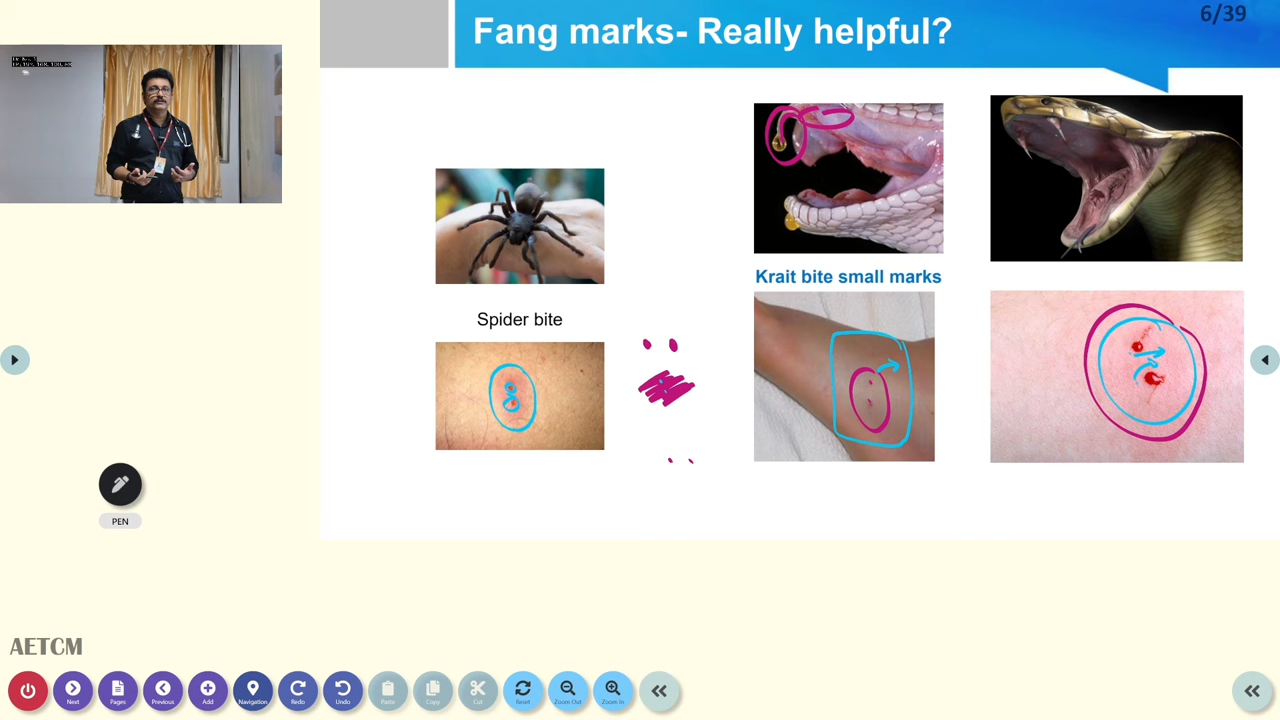 Fang marks- Really helpful?
6/39
Krait bite small marks
Spider bite
PEN
AETCM
Next
Pages
Previous
Add
Navigation
Redo
Undo
Paste
Copy
Cut
Reset
Zoom Out
Zoom In